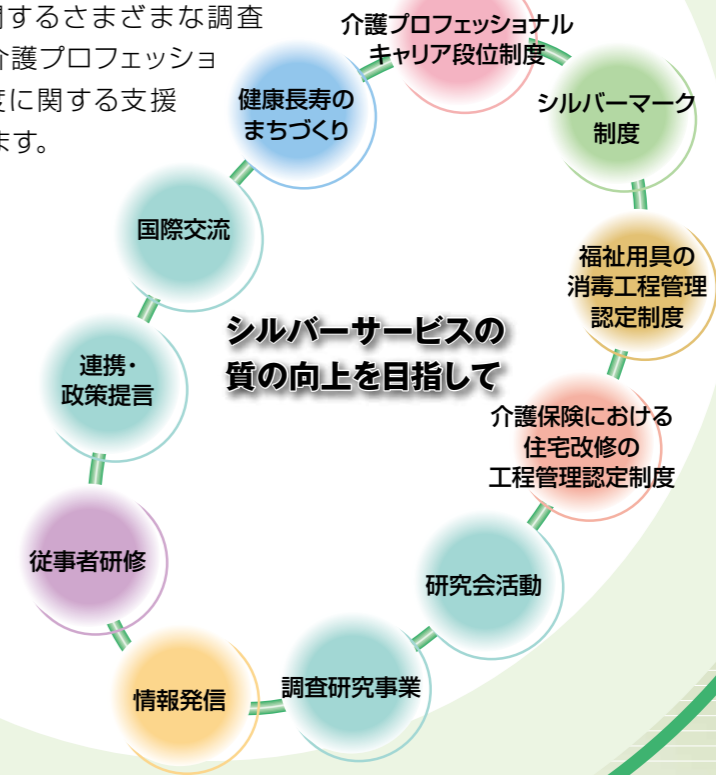 するさまざまな調査
介護プロフェッショ
度に関する支援
ます。
介護プロフェッショナル
キャリア段位制度
シルバーマーク
制度
福祉用具の
消毒工程管理
認定制度
介護保険における
住宅改修の
工程管理認定制度
研究会活動
調査研究事業
情報発信
従事者研修
連携・
政策提言
国際交流
健康長寿の
まちづくり
シルバーサービスの
質の向上を目指して